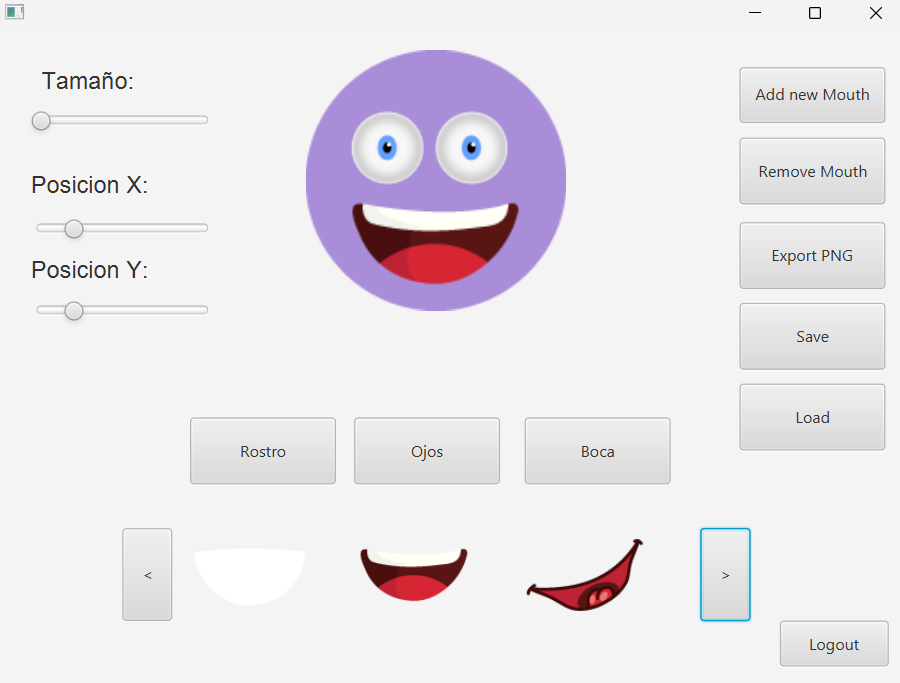 Tamaño:
Posicion X:
Posicion Y:
Add new Mouth
Remove Mouth
Export PNG
Save
Load
Rostro
Ojos
Boca
<
>
Logout